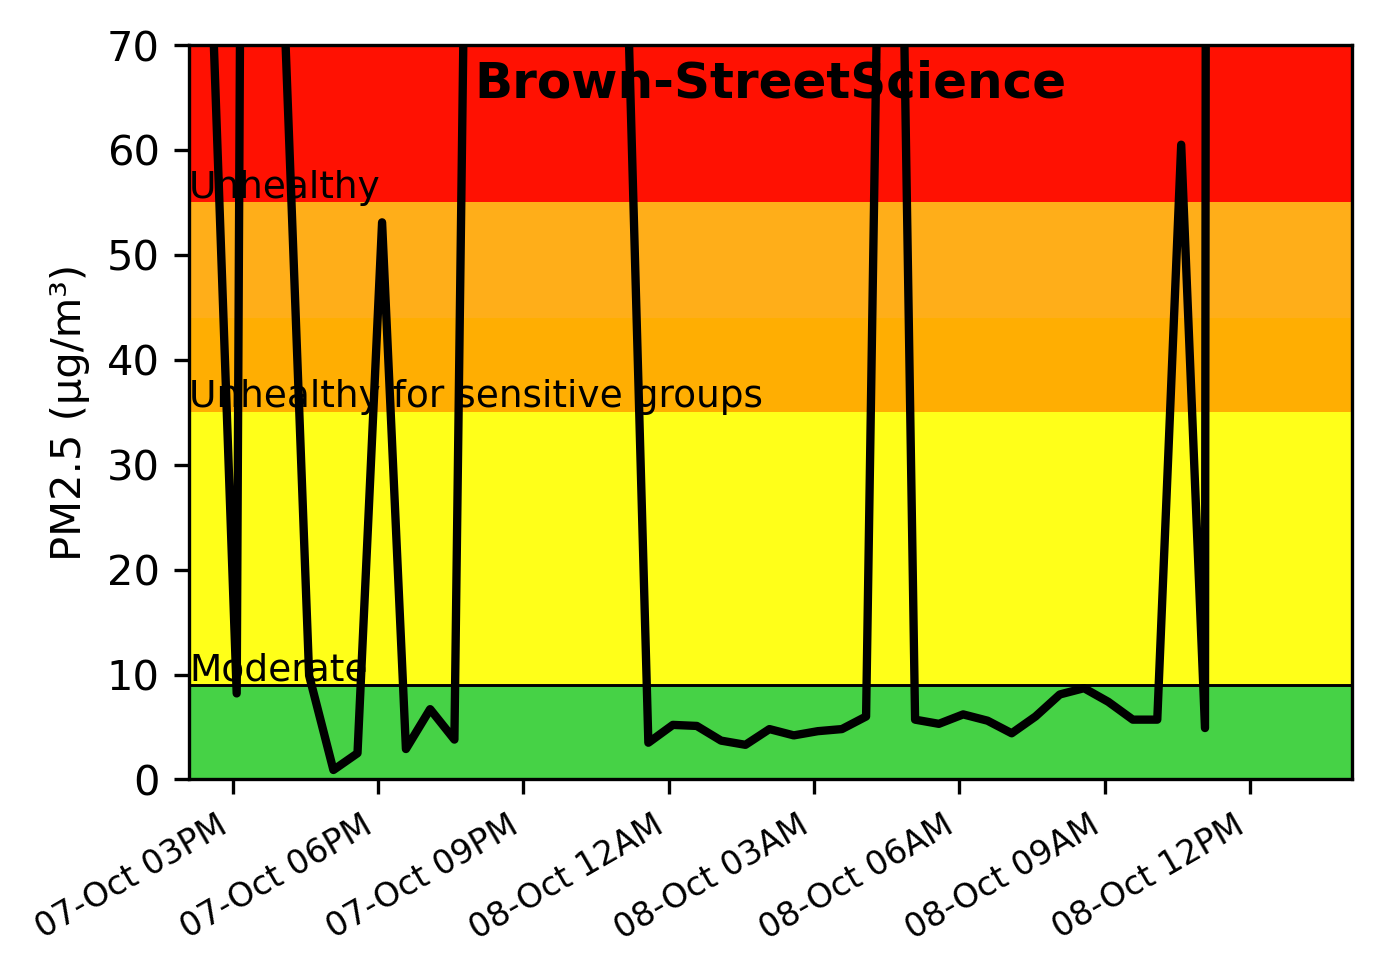 Brown-StreetScience
70
60
Unhealthy
50
40
Unhealthy for sensitive groups
30
20
10
Moderate
0
PM2.5 (µg/m³)
07-Oct 03PM
07-Oct 06PM
07-Oct 09PM
08-Oct 12AM
08-Oct 03AM
08-Oct 06AM
08-Oct 09AM
08-Oct 12PM